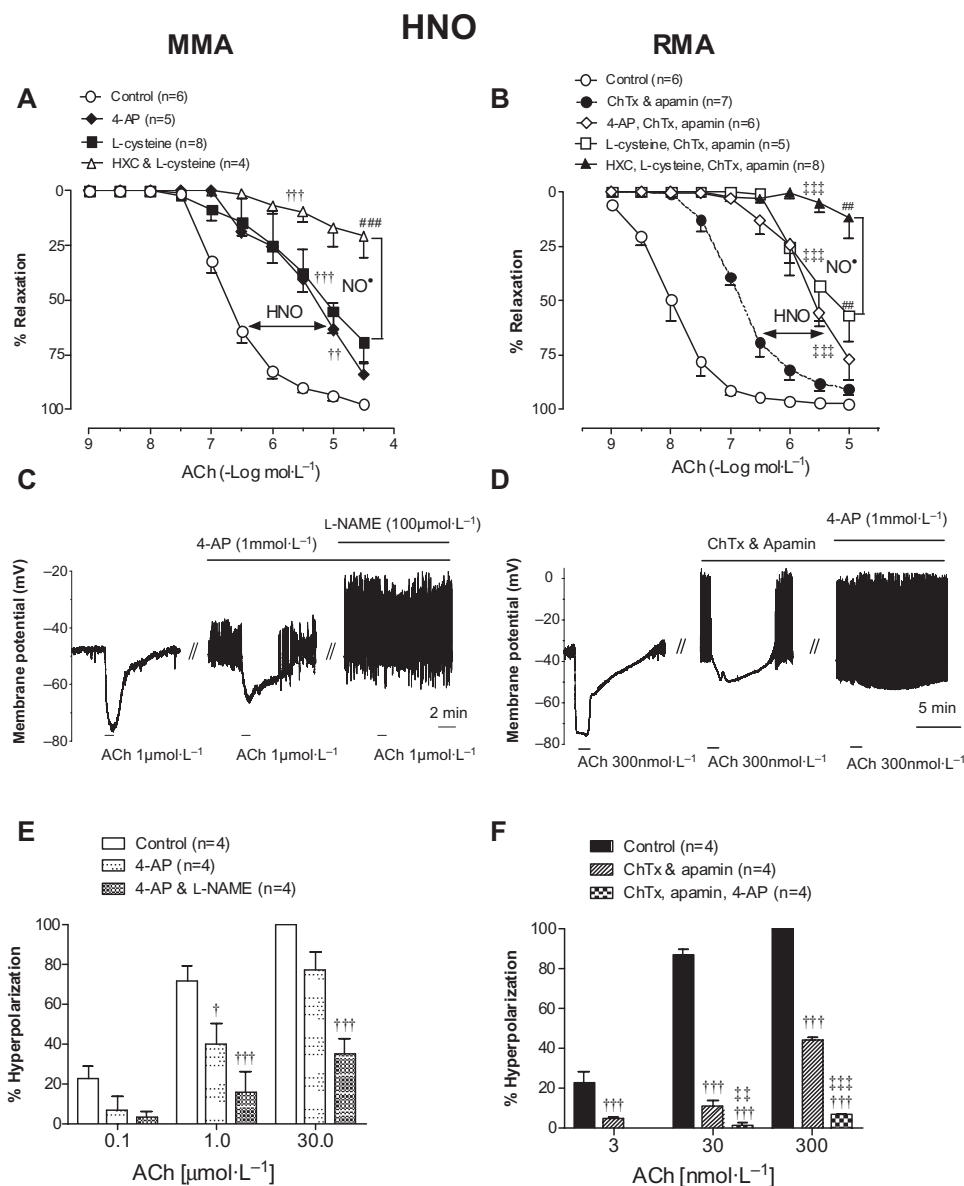 HNO
MMA
RMA
A
Control (n=6)
4-AP (n=5)
L-cysteine (n=8)
HXC & L-cysteine (n=4)
0
25
50
75
100
% Relaxation
†††
###
†††
NO•
HNO
††
9 8 7 6 5 4
ACh (-Log mol·L−1)
B
Control (n=6)
ChTx & apamin (n=7)
4-AP, ChTx, apamin (n=6)
L-cysteine, ChTx, apamin (n=5)
HXC, L-cysteine, ChTx, apamin (n=8)
0
25
50
75
100
% Relaxation
‡‡‡
##
‡‡‡
NO•
##
HNO
‡‡‡
9 8 7 6 5
ACh (-Log mol·L−1)
C
L-NAME (100µmol·L−1)
4-AP (1mmol·L−1)
−20
−40
−60
−80
Membrane potential (mV)
//
//
2 min
ACh 1µmol·L−1 ACh 1µmol·L−1 ACh 1µmol·L−1
D
4-AP (1mmol·L−1)
ChTx & Apamin
0
−20
−40
−60
−80
Membrane potential (mV)
//
//
5 min
ACh 300nmol·L−1 ACh 300nmol·L−1 ACh 300nmol·L−1
E
Control (n=4)
4-AP (n=4)
4-AP & L-NAME (n=4)
100
80
60
40
20
0
% Hyperpolarization
†
†††
†††
0.1 1.0 30.0
ACh [µmol·L−1]
F
Control (n=4)
ChTx & apamin (n=4)
ChTx, apamin, 4-AP (n=4)
100
80
60
40
20
0
% Hyperpolarization
†††
†††
‡‡
†††
†††
‡‡‡
†††
3 30 300
ACh [nmol·L−1]